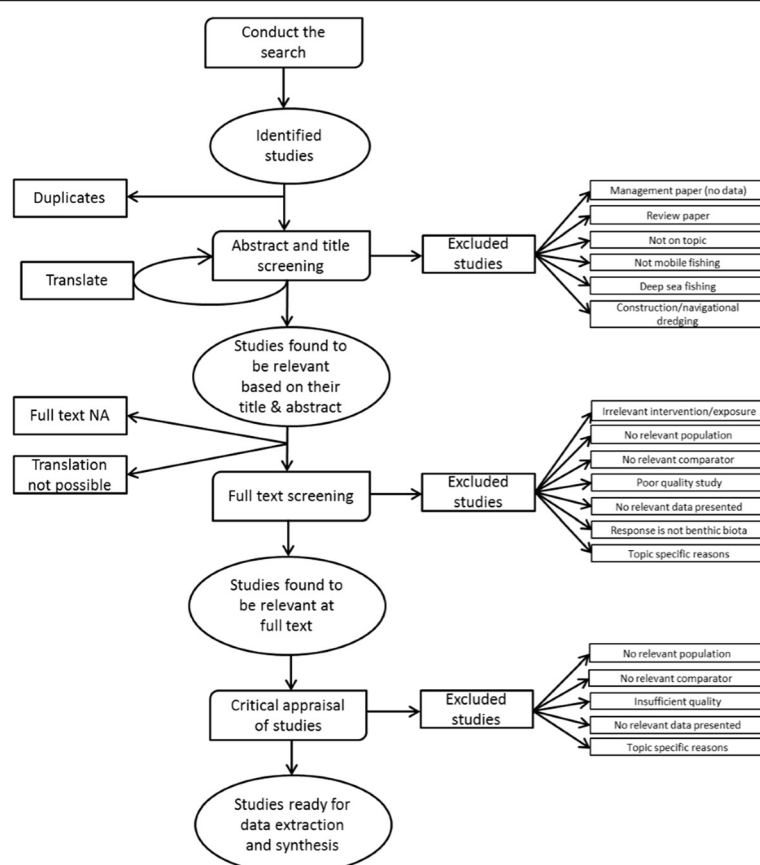 Conduct the
search
Identified
studies
Duplicates
Abstract and title
screening
Translate
Excluded
studies
Management paper (no data)
Review paper
Not on topic
Not mobile fishing
Deep sea fishing
Construction/navigational
dredging
Studies found to
be relevant
based on their
title & abstract
Full text NA
Translation
not possible
Full text screening
Excluded
studies
Irrelevant intervention/exposure
No relevant population
No relevant comparator
Poor quality study
No relevant data presented
Response is not benthic biota
Topic specific reasons
Studies found to
be relevant at
full text
Critical appraisal
of studies
Excluded
studies
No relevant population
No relevant comparator
Insufficient quality
No relevant data presented
Topic specific reasons
Studies ready for
data extraction
and synthesis